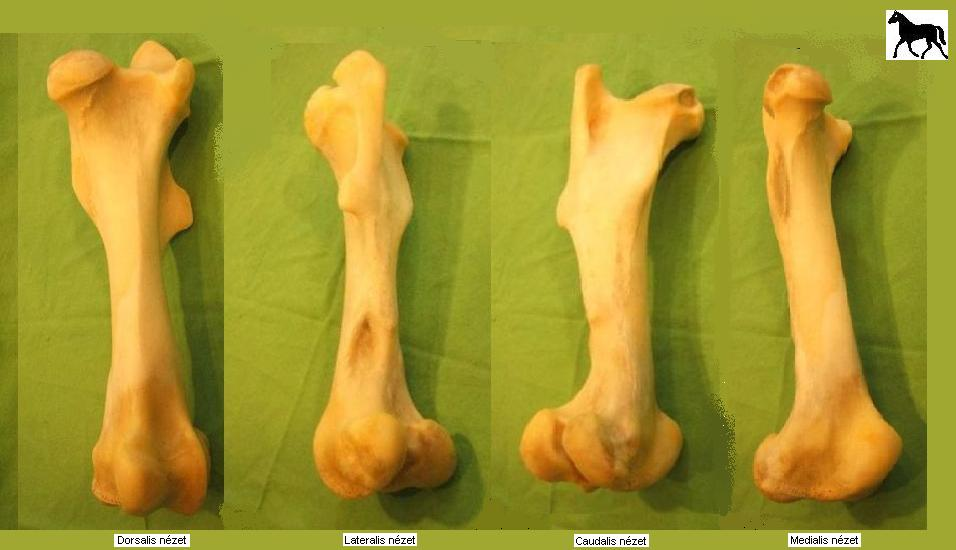 Dorsalis nézet
Lateralis nézet
Caudalis nézet
Medialis nézet